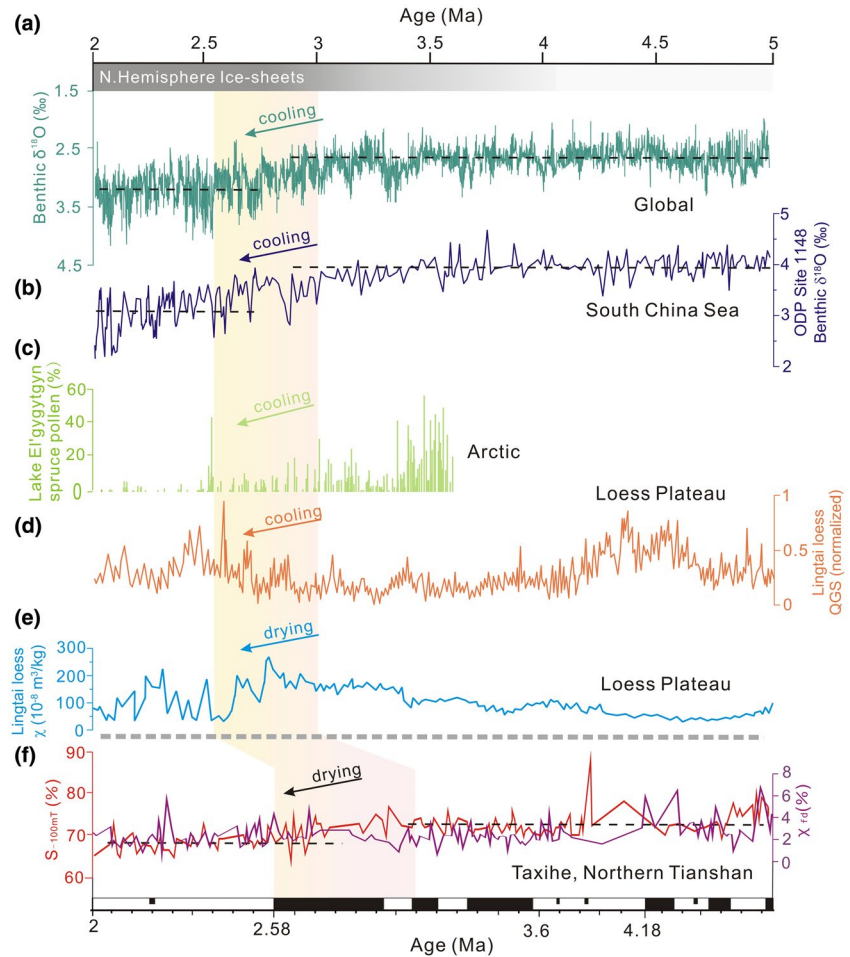 (a)
Age (Ma)
2 2.5 3 3.5 4 4.5 5
N.Hemisphere Ice-sheets
1.5
2.5
3.5
4.5
Benthic δ¹⁸O (‰)
cooling
Global
(b)
cooling
5
4
3
2
ODP Site 1148
Benthic δ¹⁸O (‰)
South China Sea
(c)
Lake El'gygytgyn
spruce pollen (%)
60
40
20
0
cooling
Arctic
(d)
Loess Plateau
cooling
1
0.5
0
Lingtai loess
QGS (normalized)
(e)
drying
300
200
100
0
Lingtai loess
χ (10⁻⁸ m³/kg)
Loess Plateau
(f)
90
80
70
60
S₋₁₀₀mT (%)
drying
8
6
4
2
0
χ fd(%)
Taxihe, Northern Tianshan
2 2.58 3.6 4.18
Age (Ma)